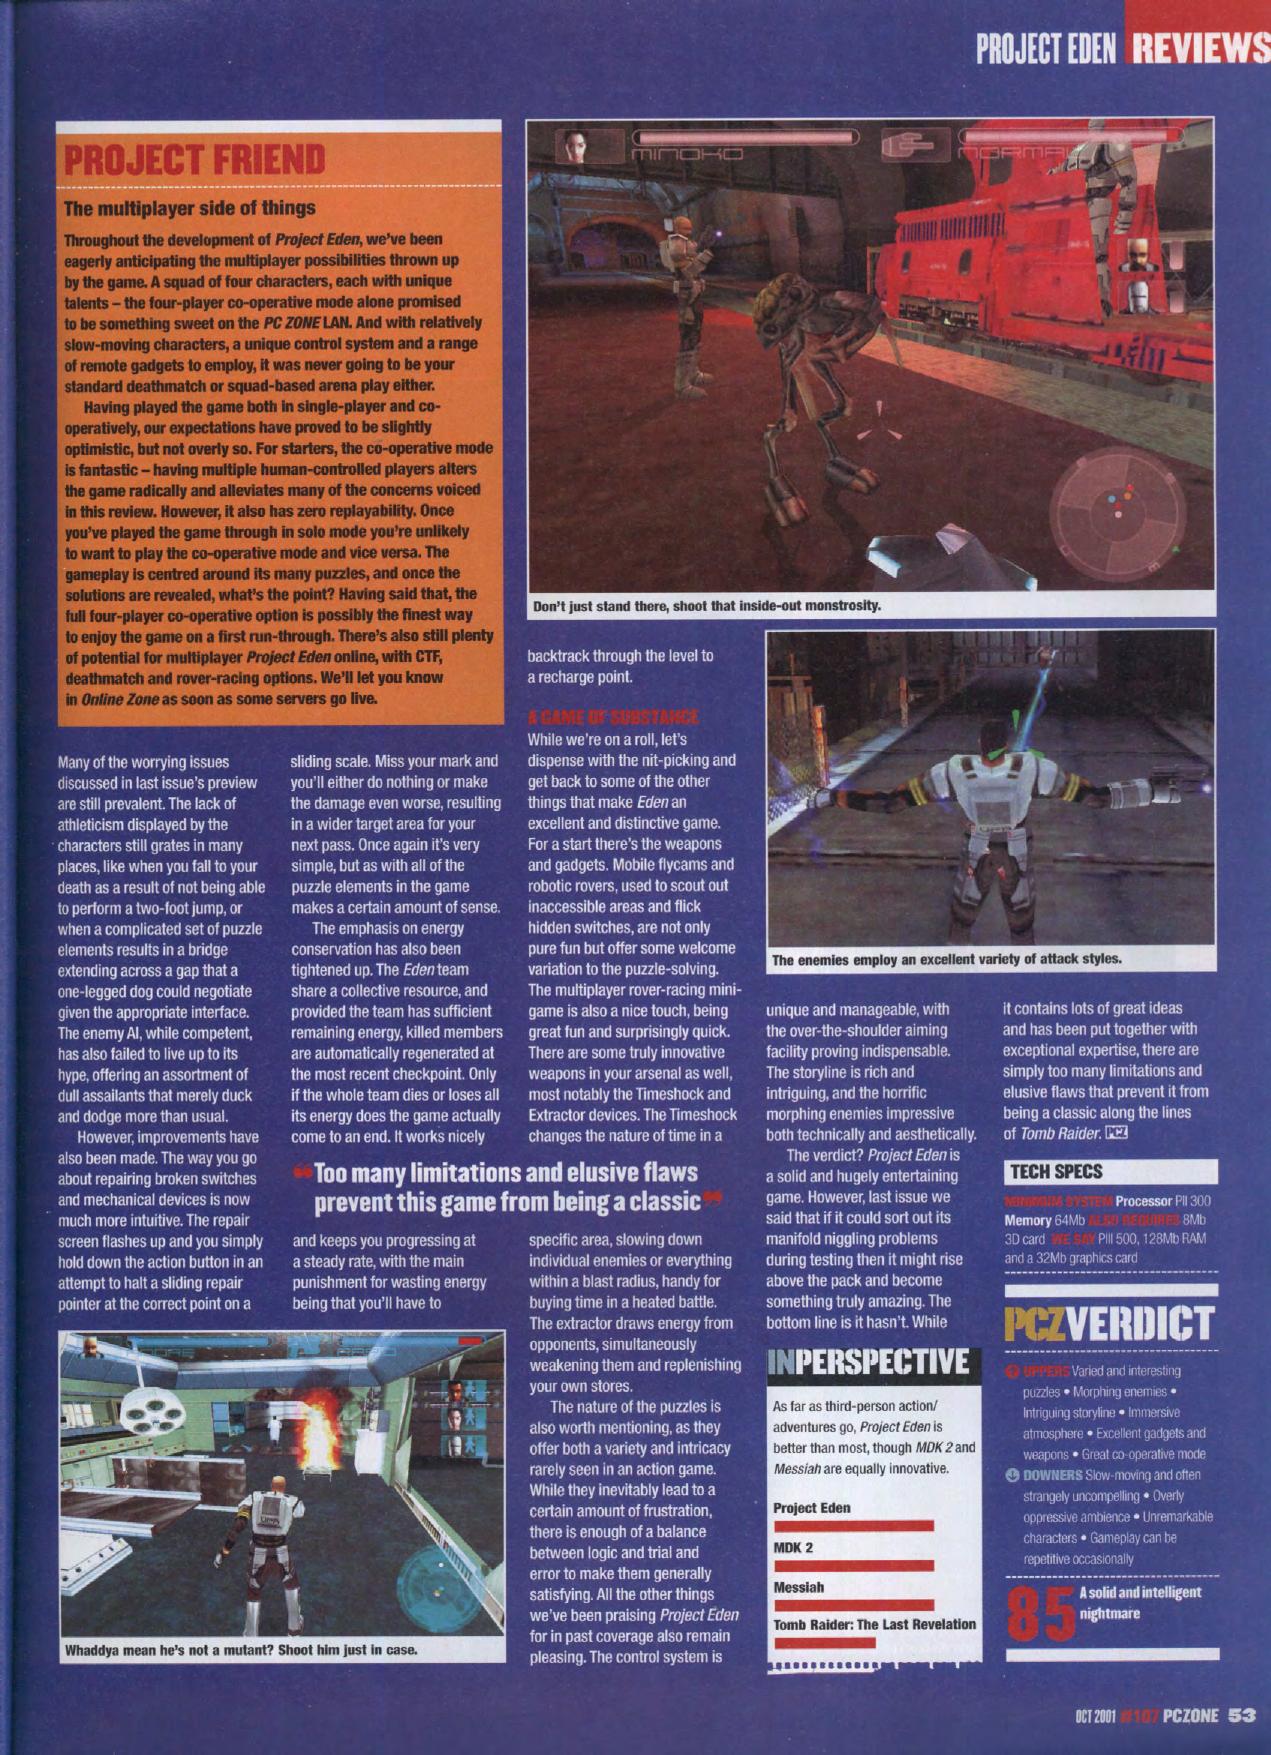 PROJECT EDEN REVIEWS
PROJECT FRIEND
The multiplayer side of things
Throughout the development of Project Eden, we've been
eagerly anticipating the multiplayer possibilities thrown up
by the game. A squad of four characters, each with unique
talents – the four-player co-operative mode alone promised
to be something sweet on the PC ZONE LAN. And with relatively
slow-moving characters, a unique control system and a range
of remote gadgets to employ, it was never going to be your
standard deathmatch or squad-based arena play either.
Having played the game both in single-player and co-
operatively, our expectations have proved to be slightly
optimistic, but not overly so. For starters, the co-operative mode
is fantastic – having multiple human-controlled players alters
the game radically and alleviates many of the concerns voiced
in this review. However, it also has zero replayability. Once
you've played the game through in solo mode you're unlikely
to want to play the co-operative mode and vice versa. The
gameplay is centred around its many puzzles, and once the
solutions are revealed, what's the point? Having said that, the
full four-player co-operative option is possibly the finest way
to enjoy the game on a first run-through. There's also still plenty
of potential for multiplayer Project Eden online, with CTF,
deathmatch and rover-racing options. We'll let you know
in Online Zone as soon as some servers go live.
MINOKO
NORMAL
Don't just stand there, shoot that inside-out monstrosity.
Many of the worrying issues
discussed in last issue's preview
are still prevalent. The lack of
athleticism displayed by the
characters still grates in many
places, like when you fall to your
death as a result of not being able
to perform a two-foot jump, or
when a complicated set of puzzle
elements results in a bridge
extending across a gap that a
one-legged dog could negotiate
given the appropriate interface.
The enemy AI, while competent,
has also failed to live up to its
hype, offering an assortment of
dull assailants that merely duck
and dodge more than usual.
However, improvements have
also been made. The way you go
about repairing broken switches
and mechanical devices is now
much more intuitive. The repair
screen flashes up and you simply
hold down the action button in an
attempt to halt a sliding repair
pointer at the correct point on a
sliding scale. Miss your mark and
you'll either do nothing or make
the damage even worse, resulting
in a wider target area for your
next pass. Once again it's very
simple, but as with all of the
puzzle elements in the game
makes a certain amount of sense.
The emphasis on energy
conservation has also been
tightened up. The Eden team
share a collective resource, and
provided the team has sufficient
remaining energy, killed members
are automatically regenerated at
the most recent checkpoint. Only
if the whole team dies or loses all
its energy does the game actually
come to an end. It works nicely
“Too many limitations and elusive flaws
prevent this game from being a classic”
and keeps you progressing at
a steady rate, with the main
punishment for wasting energy
being that you'll have to
Whaddya mean he's not a mutant? Shoot him just in case.
backtrack through the level to
a recharge point.
A GAME OF SUBSTANCE
While we're on a roll, let's
dispense with the nit-picking and
get back to some of the other
things that make Eden an
excellent and distinctive game.
For a start there's the weapons
and gadgets. Mobile flycams and
robotic rovers, used to scout out
inaccessible areas and flick
hidden switches, are not only
pure fun but offer some welcome
variation to the puzzle-solving.
The multiplayer rover-racing mini-
game is also a nice touch, being
great fun and surprisingly quick.
There are some truly innovative
weapons in your arsenal as well,
most notably the Timeshock and
Extractor devices. The Timeshock
changes the nature of time in a
specific area, slowing down
individual enemies or everything
within a blast radius, handy for
buying time in a heated battle.
The extractor draws energy from
opponents, simultaneously
weakening them and replenishing
your own stores.
The nature of the puzzles is
also worth mentioning, as they
offer both a variety and intricacy
rarely seen in an action game.
While they inevitably lead to a
certain amount of frustration,
there is enough of a balance
between logic and trial and
error to make them generally
satisfying. All the other things
we've been praising Project Eden
for in past coverage also remain
pleasing. The control system is
The enemies employ an excellent variety of attack styles.
unique and manageable, with
the over-the-shoulder aiming
facility proving indispensable.
The storyline is rich and
intriguing, and the horrific
morphing enemies impressive
both technically and aesthetically.
The verdict? Project Eden is
a solid and hugely entertaining
game. However, last issue we
said that if it could sort out its
manifold niggling problems
during testing then it might rise
above the pack and become
something truly amazing. The
bottom line is it hasn't. While
it contains lots of great ideas
and has been put together with
exceptional expertise, there are
simply too many limitations and
elusive flaws that prevent it from
being a classic along the lines
of Tomb Raider. PCZ
INPERSPECTIVE
As far as third-person action/
adventures go, Project Eden is
better than most, though MDK 2 and
Messiah are equally innovative.
Project Eden
MDK 2
Messiah
Tomb Raider: The Last Revelation
TECH SPECS
MINIMUM SYSTEM Processor PII 300
Memory 64Mb ALSO REQUIRES 8Mb
3D card WE SAY PIII 500, 128Mb RAM
and a 32Mb graphics card
PCZVERDICT
UPPERS Varied and interesting
puzzles • Morphing enemies •
Intriguing storyline • Immersive
atmosphere • Excellent gadgets and
weapons • Great co-operative mode
DOWNERS Slow-moving and often
strangely uncompelling • Overly
oppressive ambience • Unremarkable
characters • Gameplay can be
repetitive occasionally
85 A solid and intelligent
nightmare
OCT 2001 #107 PCZONE 53